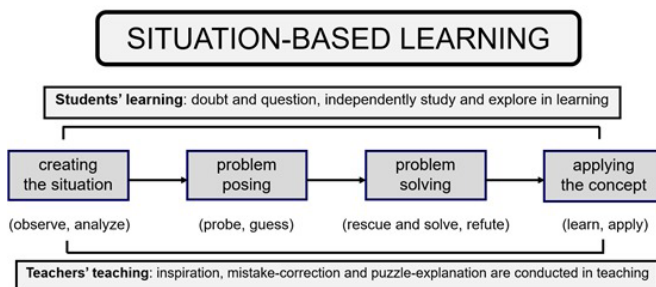 SITUATION-BASED LEARNING
Students' learning: doubt and question, independently study and explore in learning
creating
the situation
problem
posing
problem
solving
applying
the concept
(observe, analyze)
(probe, guess)
(rescue and solve, refute)
(learn, apply)
Teachers' teaching: inspiration, mistake-correction and puzzle-explanation are conducted in teaching